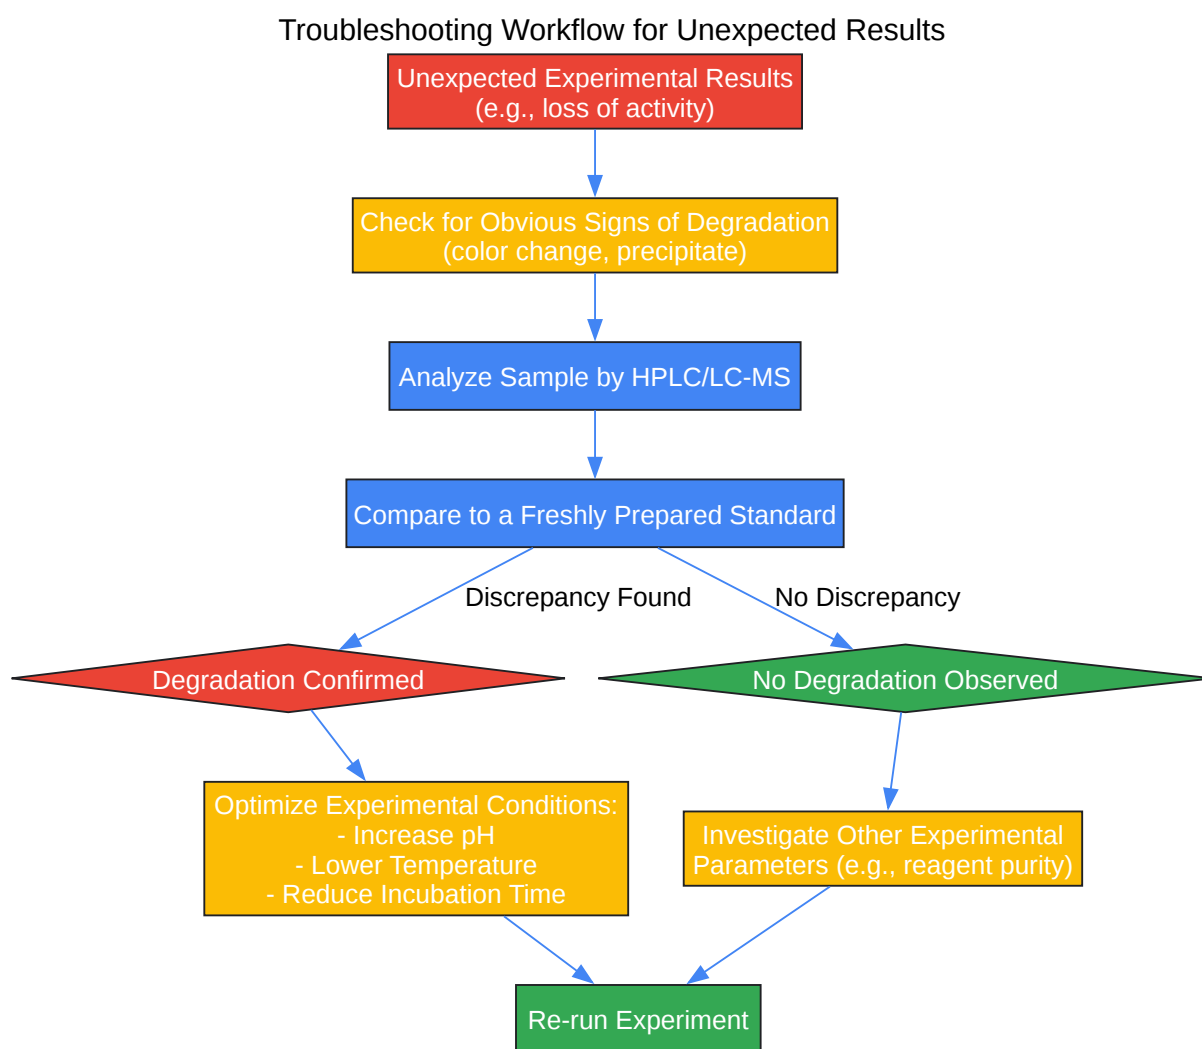 Troubleshooting Workflow for Unexpected Results
Unexpected Experimental Results
(e.g., loss of activity)
Check for Obvious Signs of Degradation
(color change, precipitate)
Analyze Sample by HPLC/LC-MS
Compare to a Freshly Prepared Standard
Discrepancy Found
No Discrepancy
Degradation Confirmed
No Degradation Observed
Optimize Experimental Conditions:
- Increase pH
- Lower Temperature
- Reduce Incubation Time
Investigate Other Experimental
Parameters (e.g., reagent purity)
Re-run Experiment